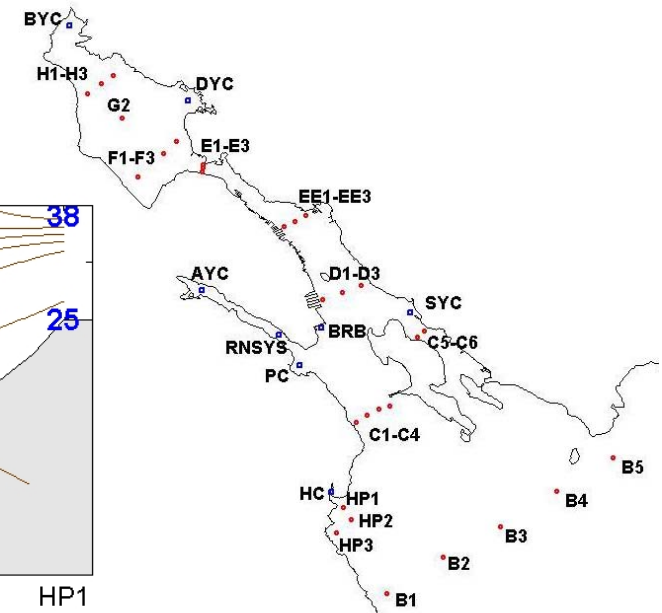 BYC
H1-H3
DYC
G2
E1-E3
F1-F3
EE1-EE3
38
AYC
D1-D3
SYC
25
BRB
RNSYS
C5-C6
PC
C1-C4
B5
HC
HP1
B4
HP2
B3
HP3
B2
HP1
B1